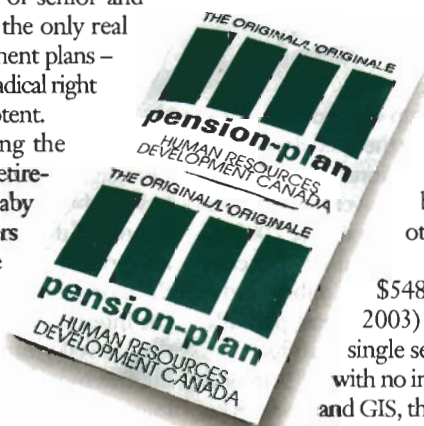 of senior and
the only real
ment plans –
adical right
otent.
ing the
etire-
aby
ers
THE ORIGINAL/L'ORIGINALE
pension-plan
HUMAN RESOURCES
DEVELOPMENT CANADA
THE ORIGINAL/L'ORIGINALE
pension-plan
HUMAN RESOURCES
DEVELOPMENT CANADA
b
ot
$548
2003)
single se
with no in
and GIS, th